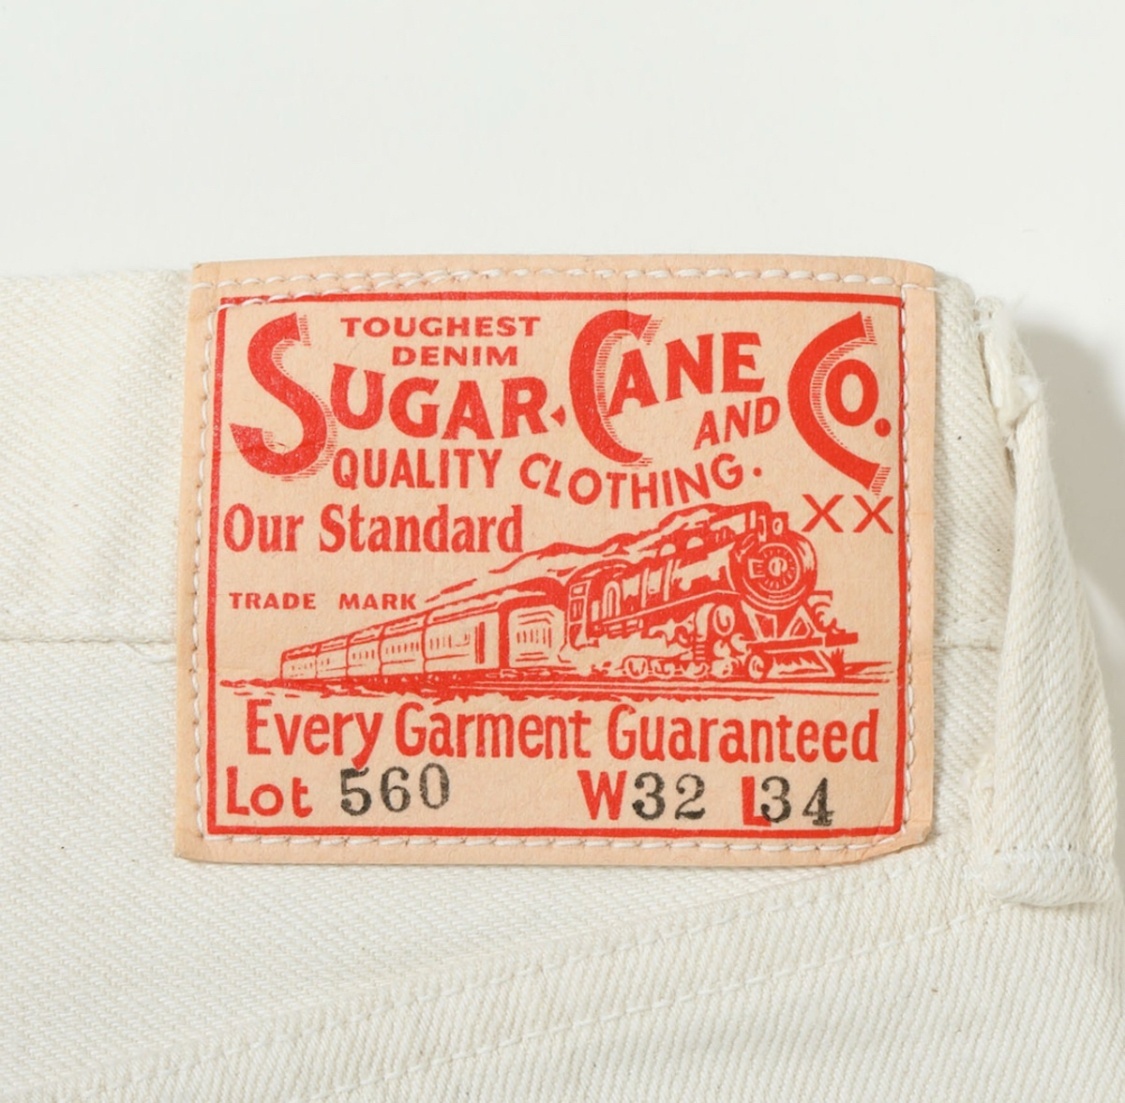 TOUGHEST
DENIM
SUGAR CANE CO.
AND
QUALITY CLOTHING.
XX
Our Standard
TRADE MARK
Every Garment Guaranteed
Lot 560 W32 L34